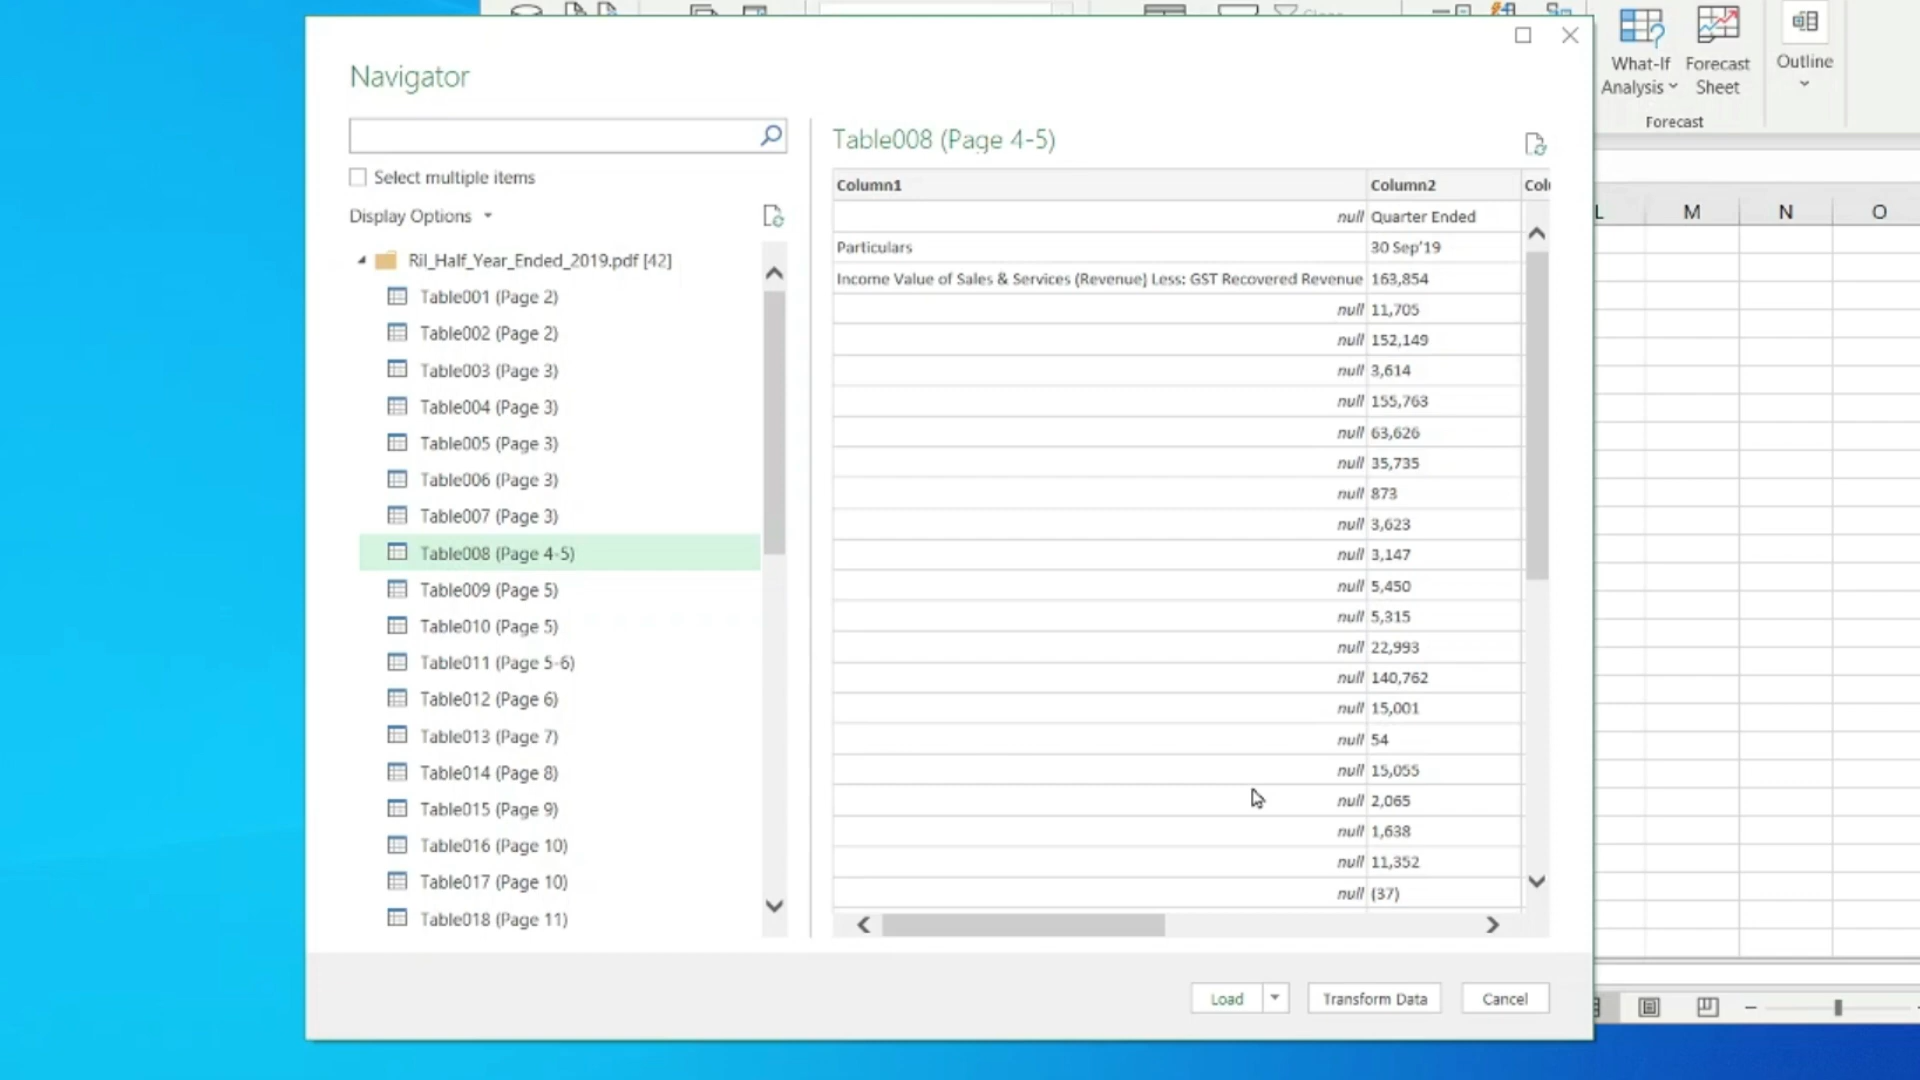 Navigator
Select multiple items
Display Options
Ril_Half_Year_Ended_2019.pdf [42]
Table001 (Page 2)
Table002 (Page 2)
Table003 (Page 3)
Table004 (Page 3)
Table005 (Page 3)
Table006 (Page 3)
Table007 (Page 3)
Table008 (Page 4-5)
Table009 (Page 5)
Table010 (Page 5)
Table011 (Page 5-6)
Table012 (Page 6)
Table013 (Page 7)
Table014 (Page 8)
Table015 (Page 9)
Table016 (Page 10)
Table017 (Page 10)
Table018 (Page 11)
Table008 (Page 4-5)
Column1 Column2 Colu
null Quarter Ended
Particulars 30 Sep'19
Income Value of Sales & Services (Revenue) Less: GST Recovered Revenue 163,854
null 11,705
null 152,149
null 3,614
null 155,763
null 63,626
null 35,735
null 873
null 3,623
null 3,147
null 5,450
null 5,315
null 22,993
null 140,762
null 15,001
null 54
null 15,055
null 2,065
null 1,638
null 11,352
null (37)
Load Transform Data Cancel
What-If Analysis
Forecast Sheet
Outline
Forecast
L M N O